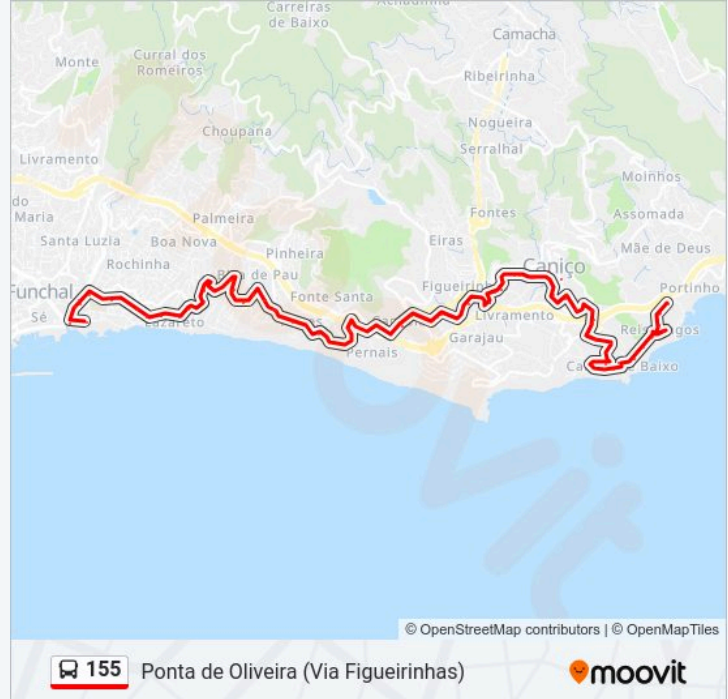 Carreiras
de Baixo
Camacha
Curral dos
Romeiros
Monte
Ribeirinha
Choupana
Nogueira
Serralhal
Livramento
Moinhos
do
Maria
Palmeira
Fontes
Assomada
Santa Luzia
Boa Nova
Eiras
Mãe de Deus
Rochinha
Pinheira
Caniço
Funchal
Fonte Santa
Portinho
Sé
Lazareto
Livramento
Garajau
Pernais
© OpenStreetMap contributors | © OpenMapTiles
155 Ponta de Oliveira (Via Figueirinhas)
moovit